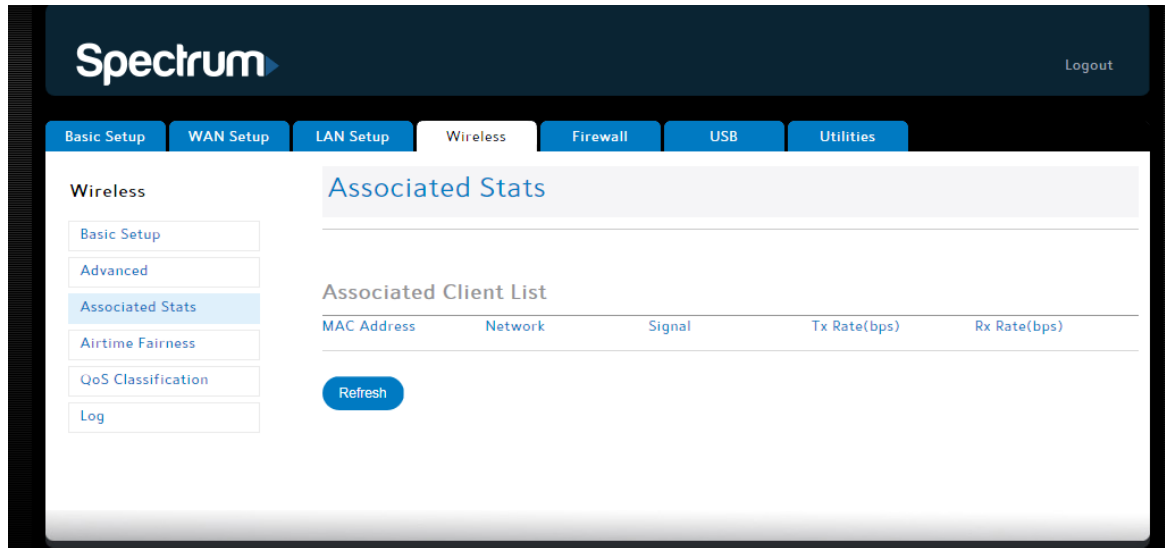 Spectrum
Logout
Basic Setup WAN Setup LAN Setup Wireless Firewall USB Utilities
Wireless
Basic Setup
Advanced
Associated Stats
Airtime Fairness
QoS Classification
Log
Associated Stats
Associated Client List
MAC Address Network Signal Tx Rate(bps) Rx Rate(bps)
Refresh